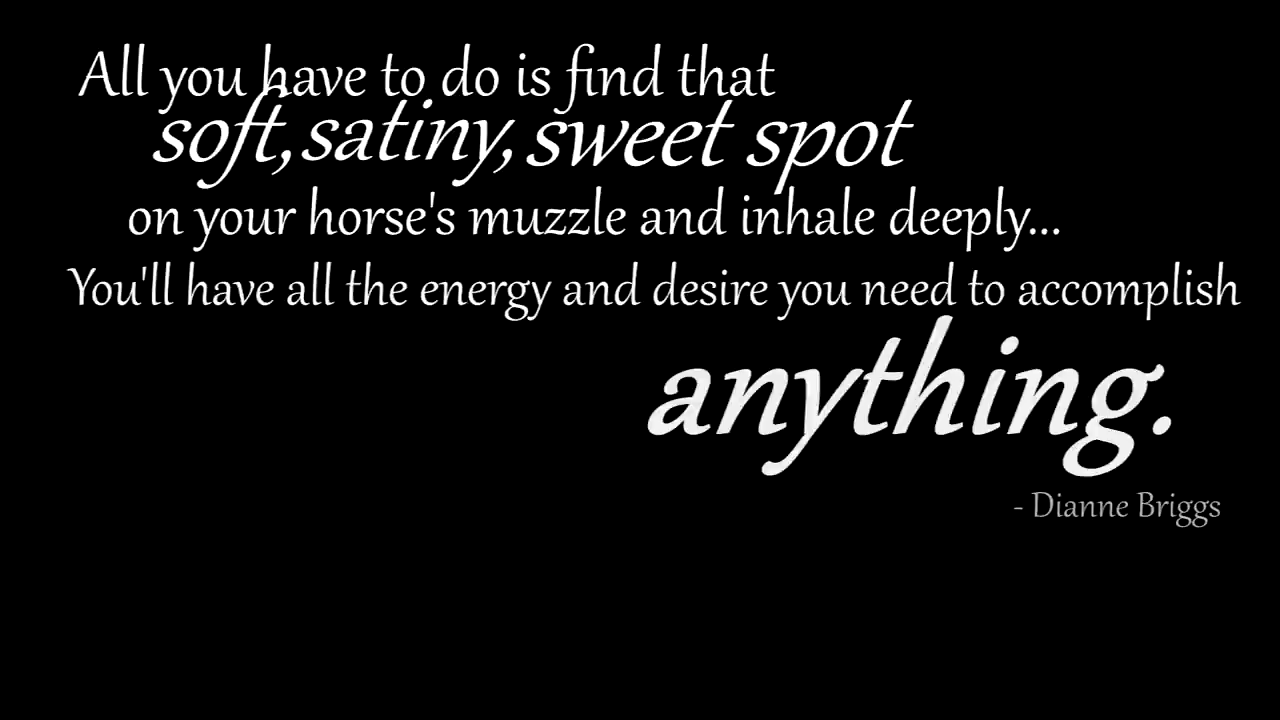 All you have to do is find that
soft, satiny, sweet spot
on your horse's muzzle and inhale deeply...
You'll have all the energy and desire you need to accomplish
anything.
- Dianne Briggs